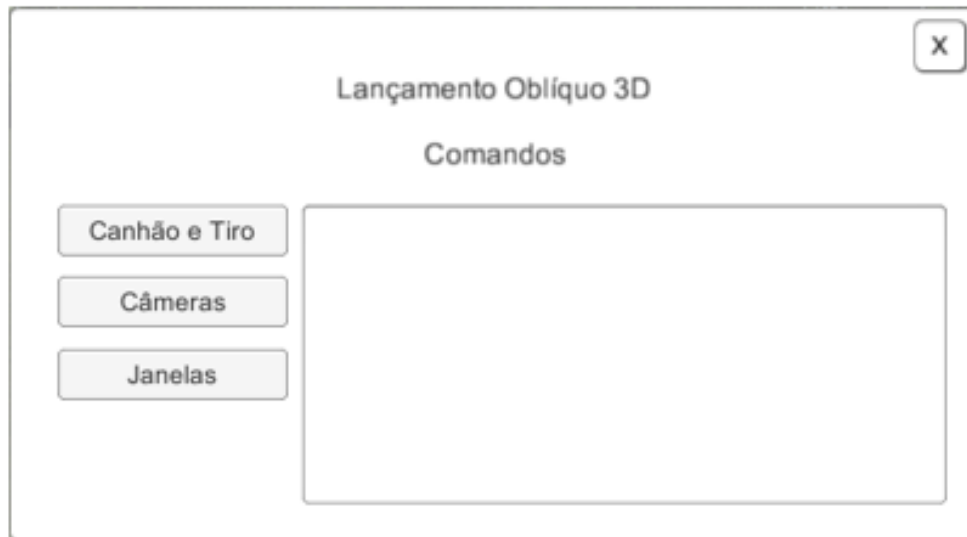 X
Lançamento Oblíquo 3D
Comandos
Canhão e Tiro
Câmeras
Janelas